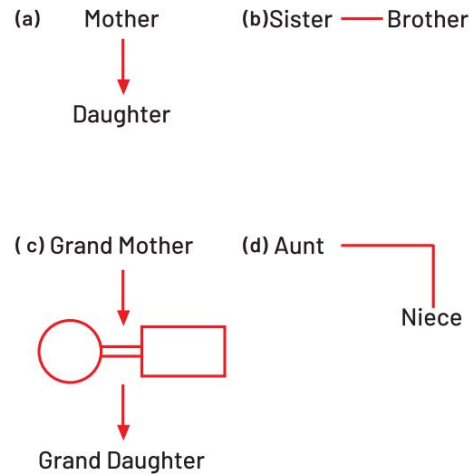 (a) Mother
Daughter
(b) Sister Brother
(c) Grand Mother
Grand Daughter
(d) Aunt
Niece